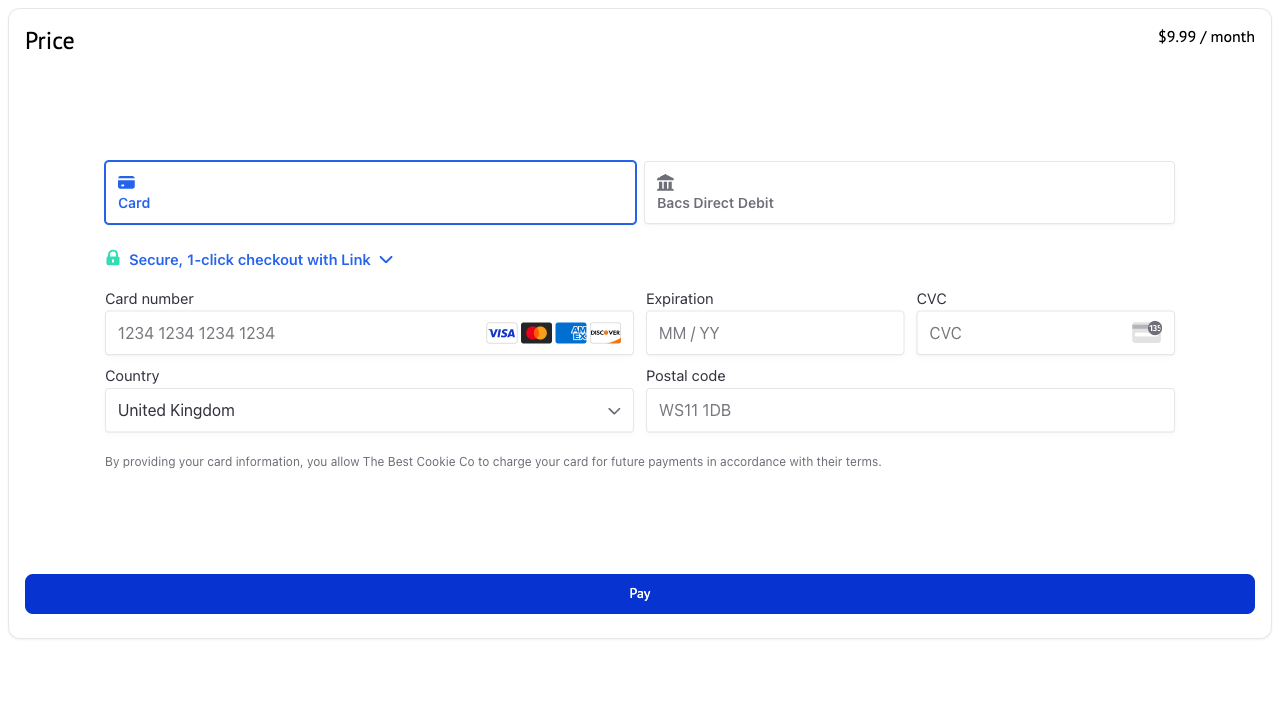 Price
$9.99 / month
Card
Bacs Direct Debit
Secure, 1-click checkout with Link
Card number
Expiration
CVC
1234 1234 1234 1234
VISA
AM EX
DISCOVER
MM / YY
CVC
135
Country
Postal code
United Kingdom
WS11 1DB
By providing your card information, you allow The Best Cookie Co to charge your card for future payments in accordance with their terms.
Pay